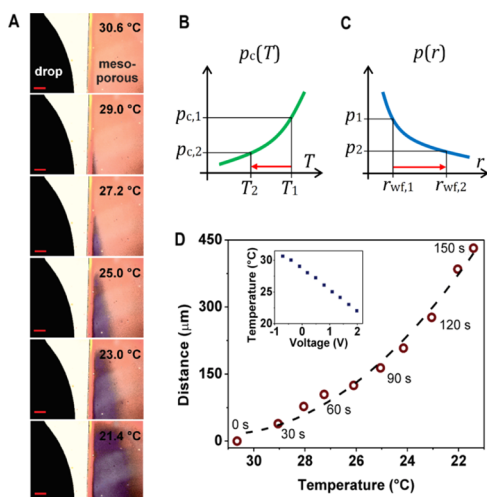 A
30.6 °C
drop
meso-
porous
29.0 °C
27.2 °C
25.0 °C
23.0 °C
21.4 °C
B
pc(T)
pc,1
pc,2
T2
T1
T
C
p(r)
p1
p2
rwf,1
rwf,2
r
D
450
300
150
0
Distance (μm)
30
28
26
24
22
Temperature (°C)
0 s
30 s
60 s
90 s
120 s
150 s
Temperature (°C)
30
25
20
15
-1
0
1
2
Voltage (V)